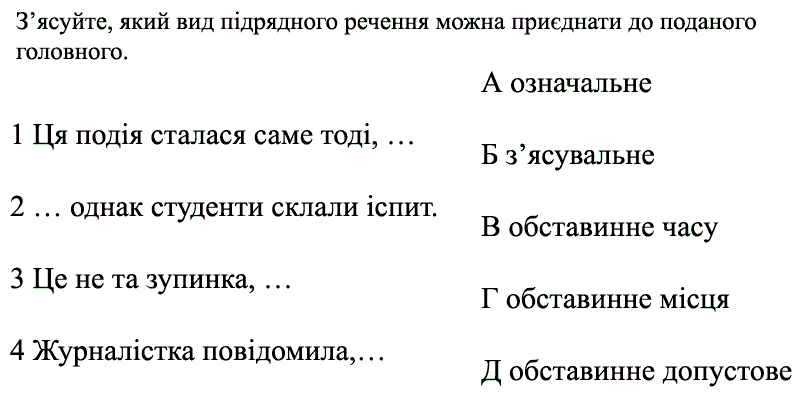 З’ясуйте, який вид підрядного речення можна приєднати до поданого
головного.
1 Ця подія сталася саме тоді, …
2 … однак студенти склали іспит.
3 Це не та зупинка, …
4 Журналістка повідомила,…
А означальне
Б з’ясувальне
В обставинне часу
Г обставинне місця
Д обставинне допустове